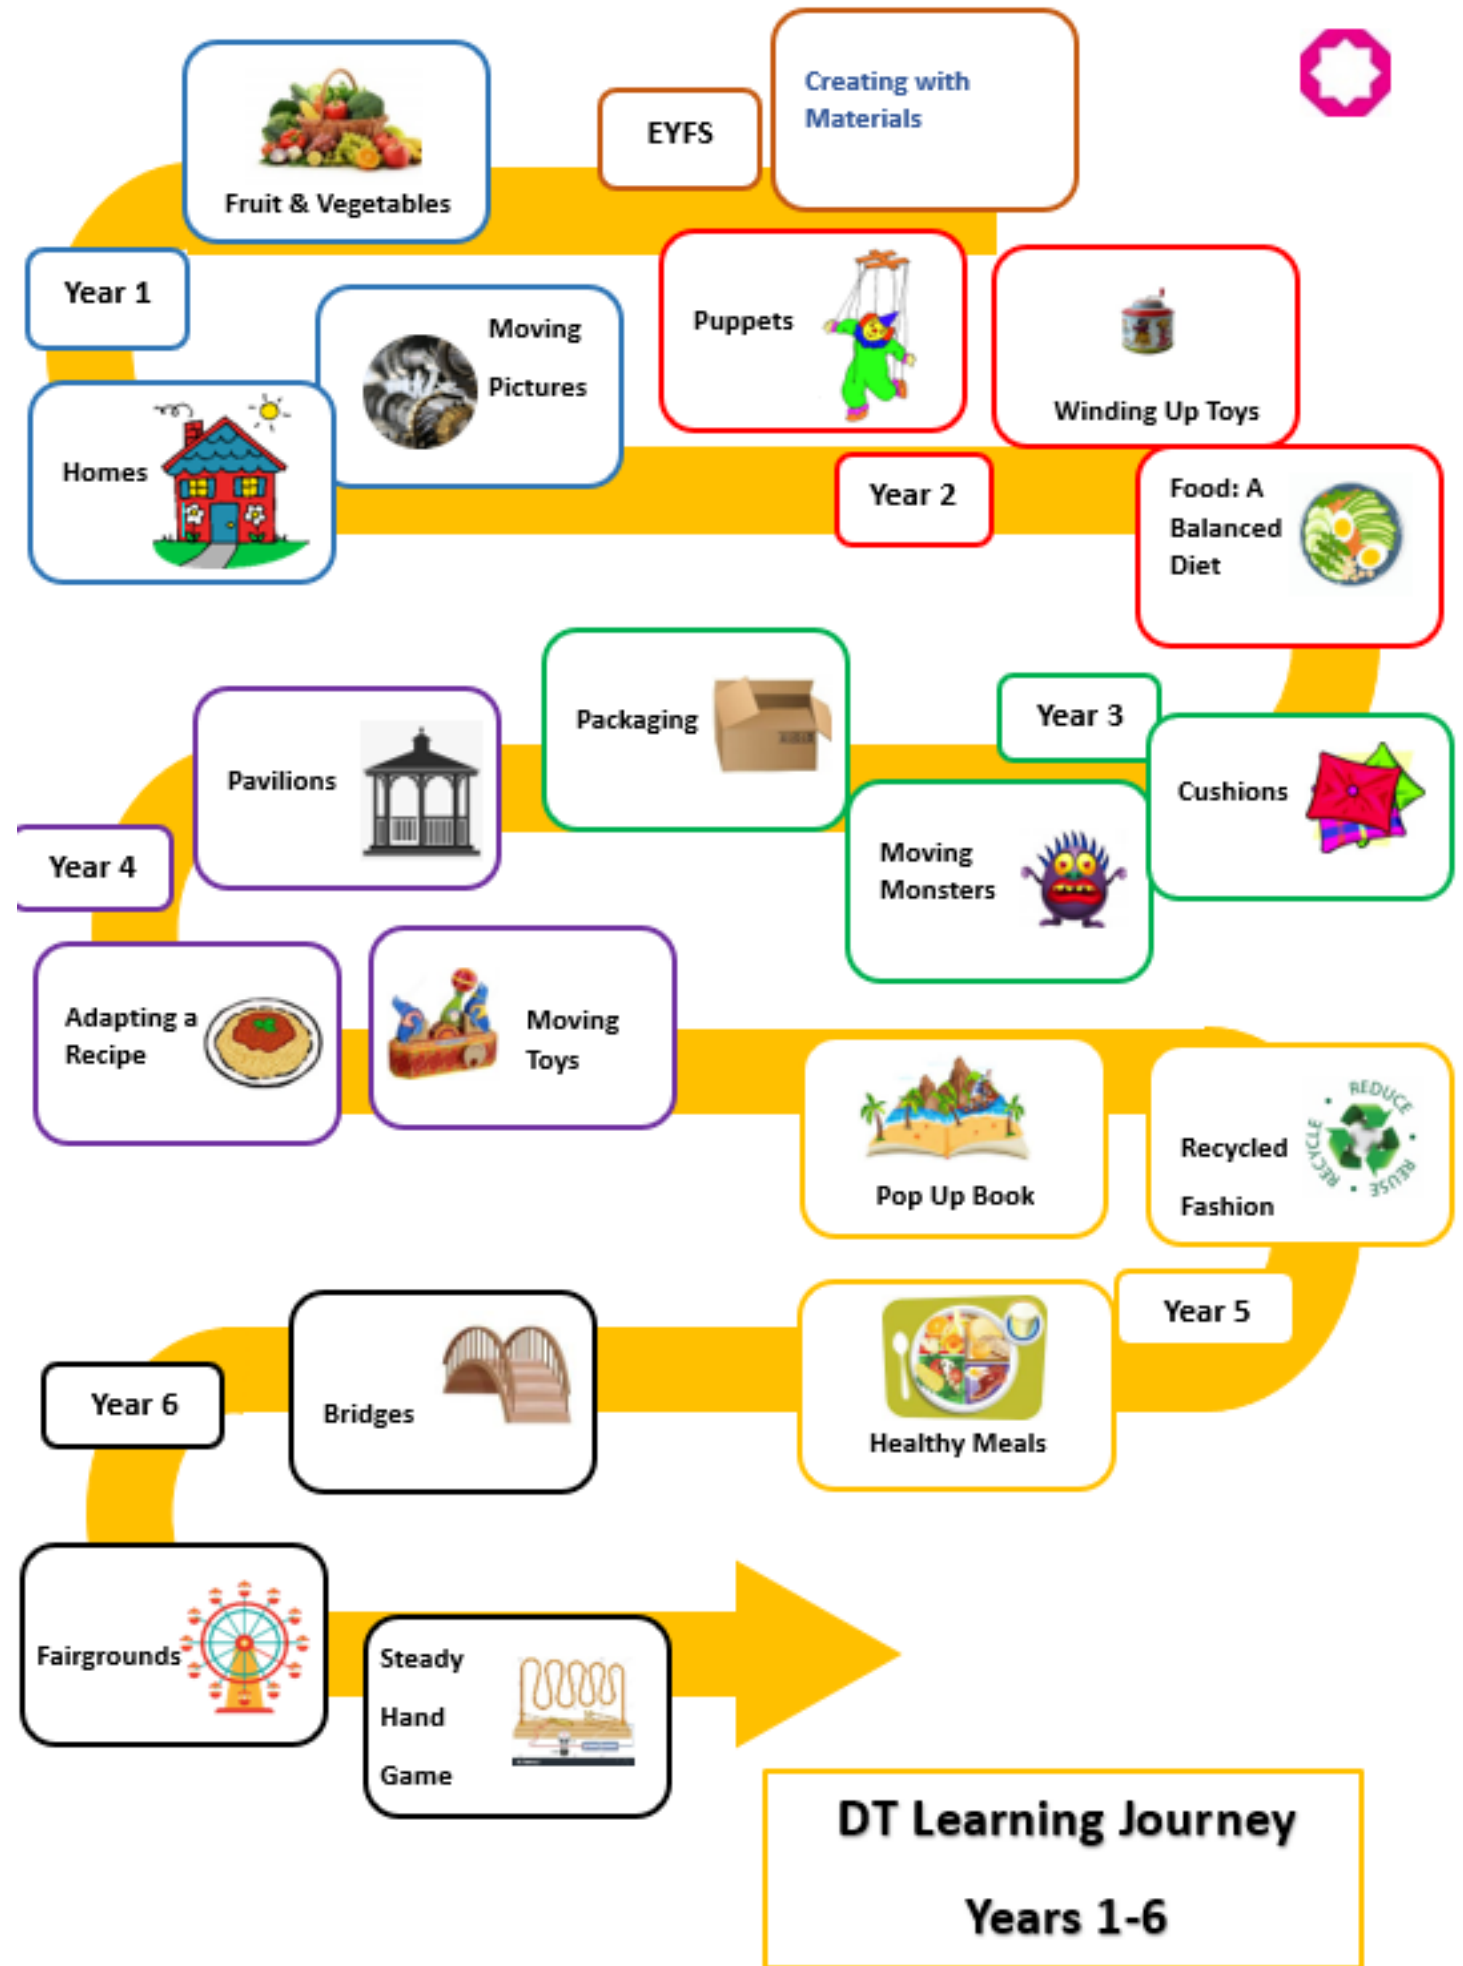 Creating with
Materials
EYFS
Fruit & Vegetables
Year 1
Homes
Moving
Pictures
Puppets
Winding Up Toys
Year 2
Food: A
Balanced
Diet
Year 3
Cushions
Moving
Monsters
Packaging
Pavilions
Year 4
Adapting a
Recipe
Moving
Toys
Pop Up Book
Recycled
Fashion
REDUCE
REUSE
RECYCLE
Year 5
Healthy Meals
Bridges
Year 6
Fairgrounds
Steady
Hand
Game
DT Learning Journey
Years 1-6